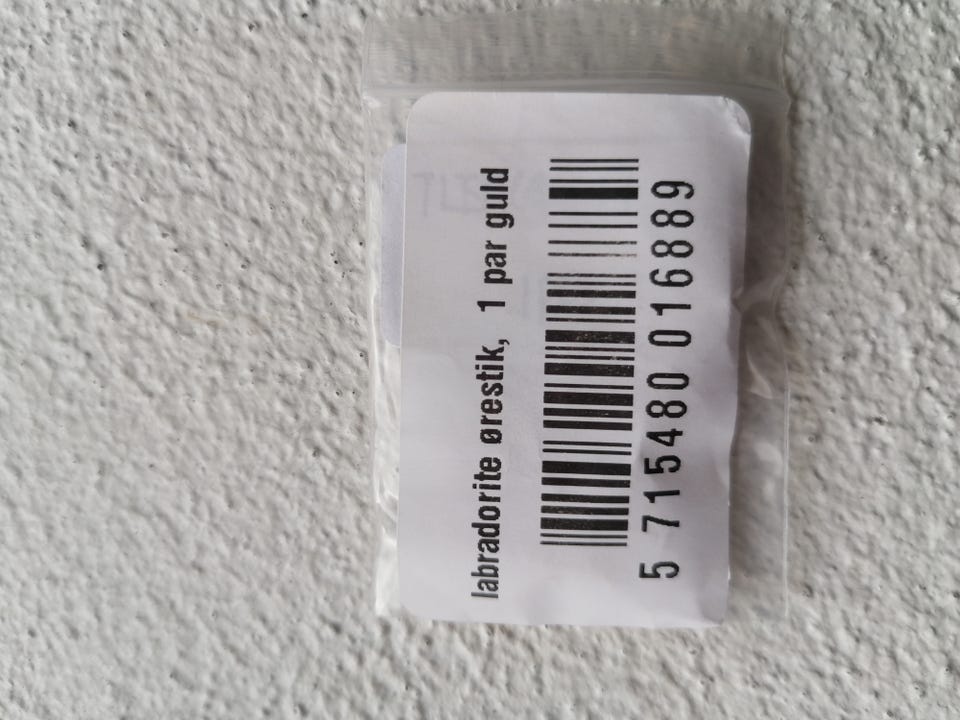 labradorite ørestik, 1 par guld
5 715480 016889